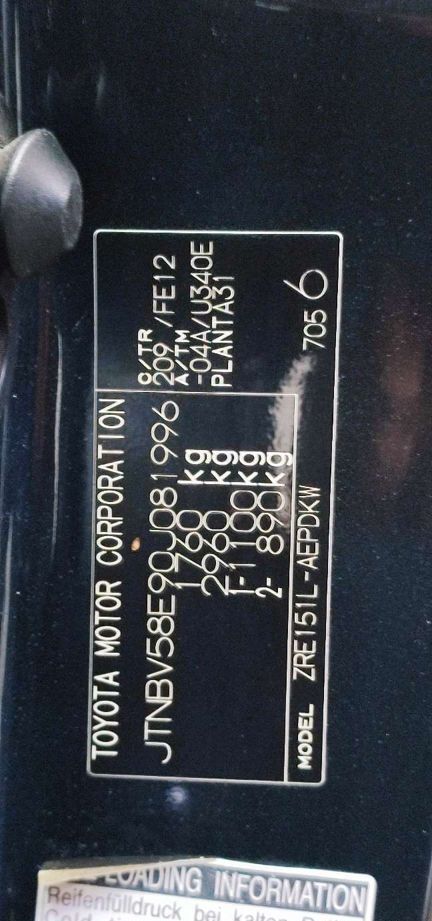 TOYOTA MOTOR CORPORATION
JTNBV58E90J081996
1760 kg
2960 kg
1-1100 kg
2- 890 kg
C/TR
209 /FE12
A/TM
-04A/U340E
PLANTA31
MODEL ZRE151L-AEPDKW 705 6
LOADING INFORMATION
Reifenfülldruck bei kalten